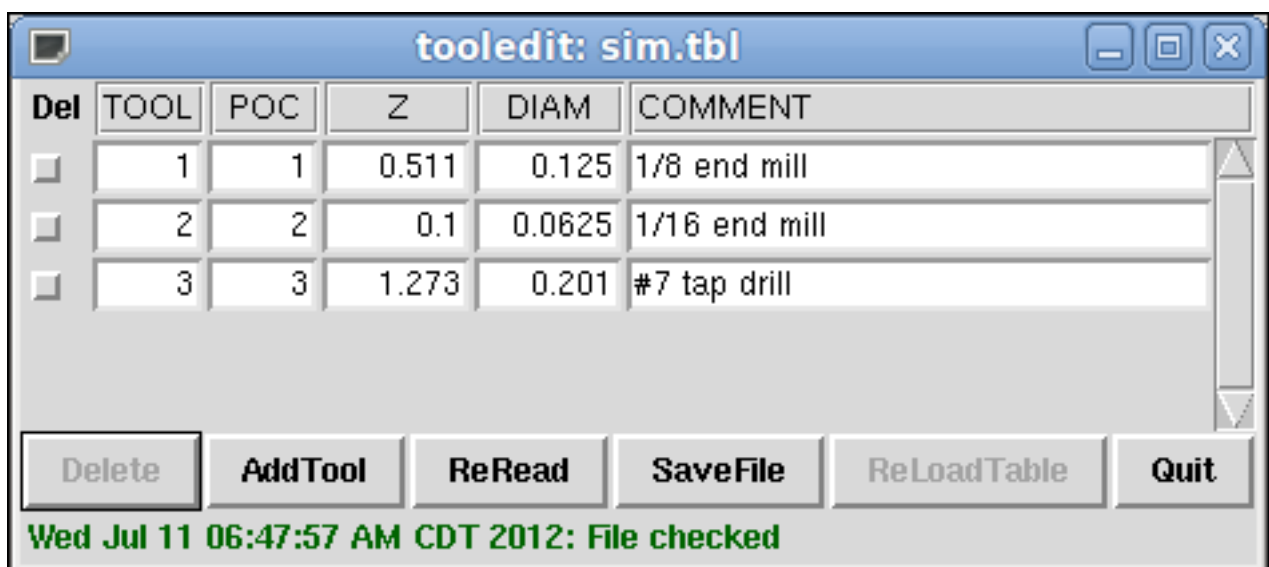 tooledit: sim.tbl
Del TOOL POC Z DIAM COMMENT
1 1 0.511 0.125 1/8 end mill
2 2 0.1 0.0625 1/16 end mill
3 3 1.273 0.201 #7 tap drill
Delete AddTool ReRead SaveFile ReLoadTable Quit
Wed Jul 11 06:47:57 AM CDT 2012: File checked